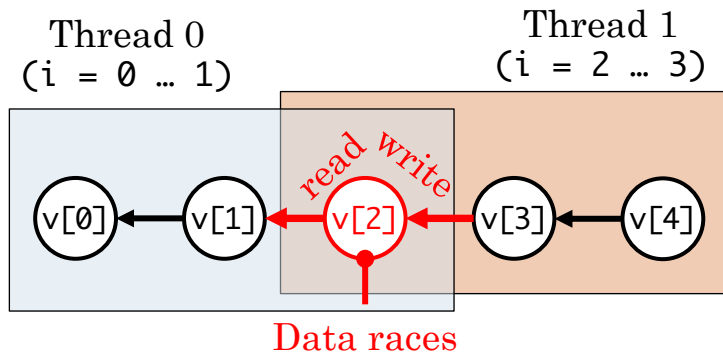 Thread 0
(i = 0 … 1)
Thread 1
(i = 2 … 3)
read
write
v[0]
v[1]
v[2]
v[3]
v[4]
Data races